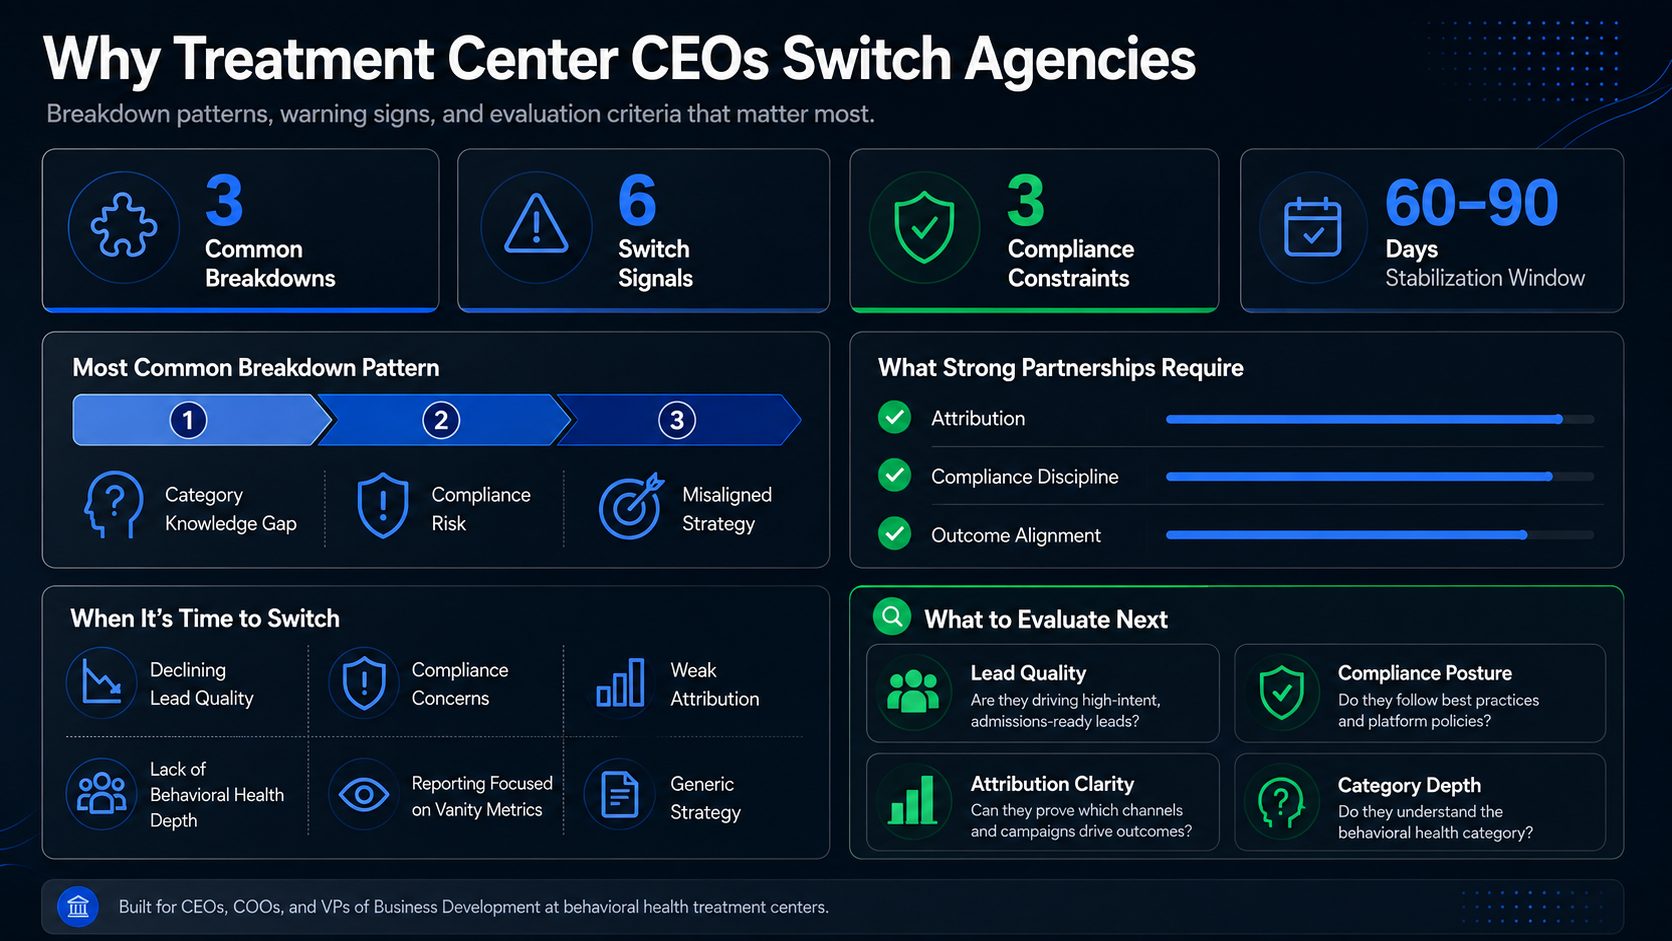 Why Treatment Center CEOs Switch Agencies
Breakdown patterns, warning signs, and evaluation criteria that matter most.
3
Common
Breakdowns
6
Switch
Signals
3
Compliance
Constraints
60–90
Days
Stabilization Window
Most Common Breakdown Pattern
1
2
3
Category
Knowledge Gap
Compliance
Risk
Misaligned
Strategy
What Strong Partnerships Require
Attribution
Compliance Discipline
Outcome Alignment
When It's Time to Switch
Declining
Lead Quality
Compliance
Concerns
Weak
Attribution
Lack of
Behavioral Health
Depth
Reporting Focused
on Vanity Metrics
Generic
Strategy
What to Evaluate Next
Lead Quality
Are they driving high-intent,
admissions-ready leads?
Compliance Posture
Do they follow best practices
and platform policies?
Attribution Clarity
Can they prove which channels
and campaigns drive outcomes?
Category Depth
Do they understand the
behavioral health category?
Built for CEOs, COOs, and VPs of Business Development at behavioral health treatment centers.